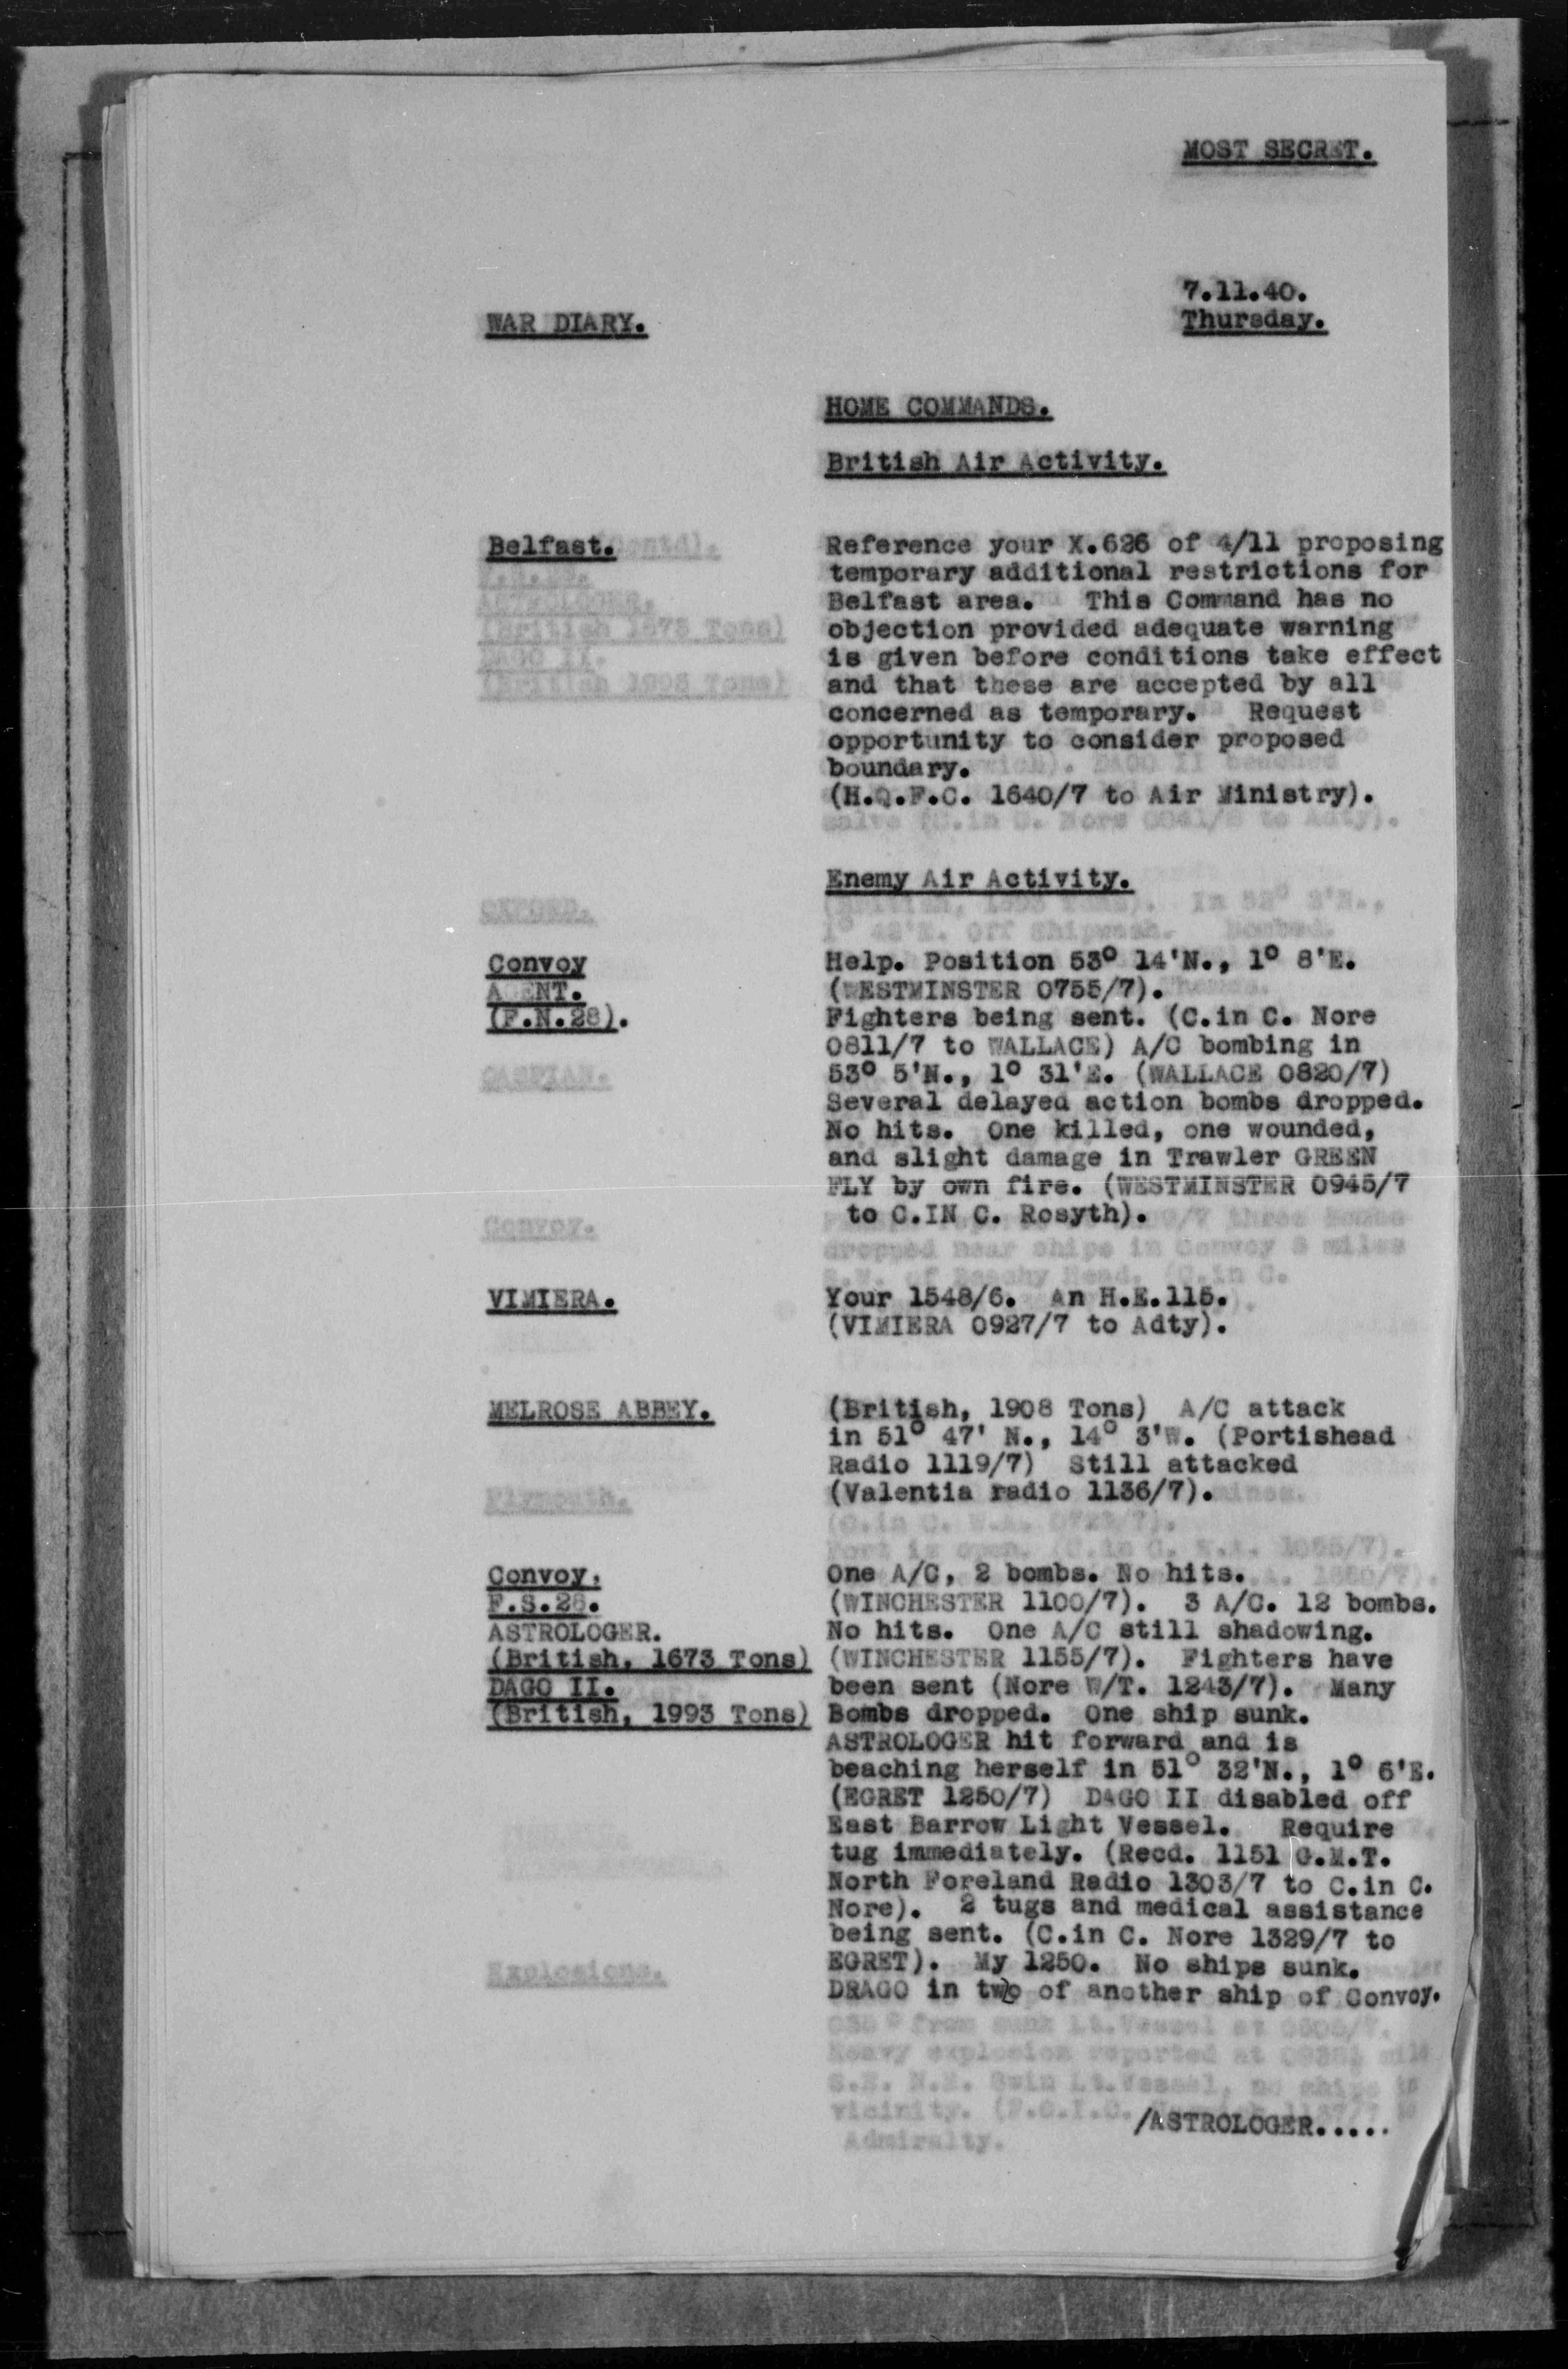 MOST SECRET.
7.11.40.
WAR DIARY.
Thursday.
HOME COMMANDS.
British Air Activity.
Belfast.
Reference your X.626 of 4/11 proposing
temporary additional restrictions for
Belfast area. This Command has no
objection provided adequate warning
is given before conditions take effect
and that these are accepted by all
concerned as temporary. Request
opportunity to consider proposed
boundary.
(H.Q.F.C. 1640/7 to Air Ministry).
Enemy Air Activity.
Convoy
AGENT.
(F.N.28).
Help. Position 53° 14'N., 1° 8'E.
(WESTMINSTER 0755/7).
Fighters being sent. (C.in C. Nore
0811/7 to WALLACE) A/C bombing in
53° 5'N., 1° 31'E. (WALLACE 0820/7)
Several delayed action bombs dropped.
No hits. One killed, one wounded,
and slight damage in Trawler GREEN
FLY by own fire. (WESTMINSTER 0945/7
to C.IN C. Rosyth).
VIMIERA.
Your 1548/6. An H.E.115.
(VIMIERA 0927/7 to Adty).
MELROSE ABBEY.
(British, 1908 Tons) A/C attack
in 51° 47' N., 14° 3'W. (Portishead
Radio 1119/7) Still attacked
(Valentia radio 1136/7).
Convoy.
F.S.28.
ASTROLOGER.
(British, 1673 Tons)
DAGO II.
(British, 1993 Tons)
One A/C, 2 bombs. No hits.
(WINCHESTER 1100/7). 3 A/C. 12 bombs.
No hits. One A/C still shadowing.
(WINCHESTER 1155/7). Fighters have
been sent (Nore W/T. 1243/7). Many
Bombs dropped. One ship sunk.
ASTROLOGER hit forward and is
beaching herself in 51° 32'N., 1° 6'E.
(EGRET 1250/7) DAGO II disabled off
East Barrow Light Vessel. Require
tug immediately. (Recd. 1151 G.M.T.
North Foreland Radio 1303/7 to C.in C.
Nore). 2 tugs and medical assistance
being sent. (C.in C. Nore 1329/7 to
EGRET). My 1250. No ships sunk.
DRAGO in two of another ship of Convoy.
/ASTROLOGER.....